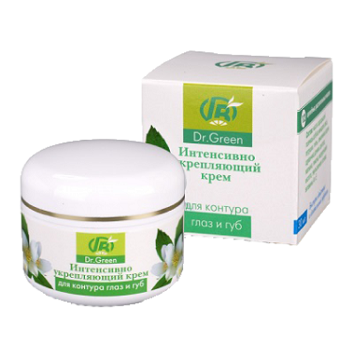 Dr.Green
Интенсивно
укрепляющий
крем
для контура
глаз и губ
Dr.Green
Интенсивно
укрепляющий крем
для контура глаз и губ